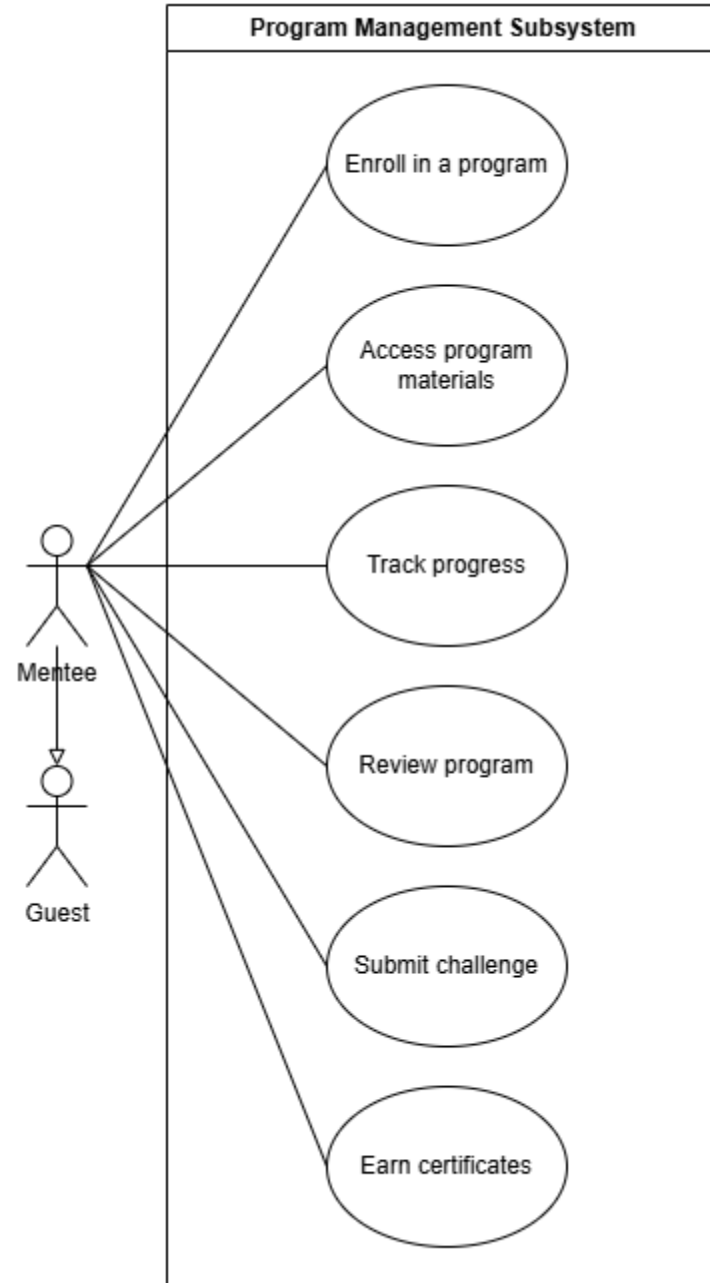 Program Management Subsystem
Enroll in a program
Access program
materials
Track progress
Mentee
Review program
Guest
Submit challenge
Earn certificates